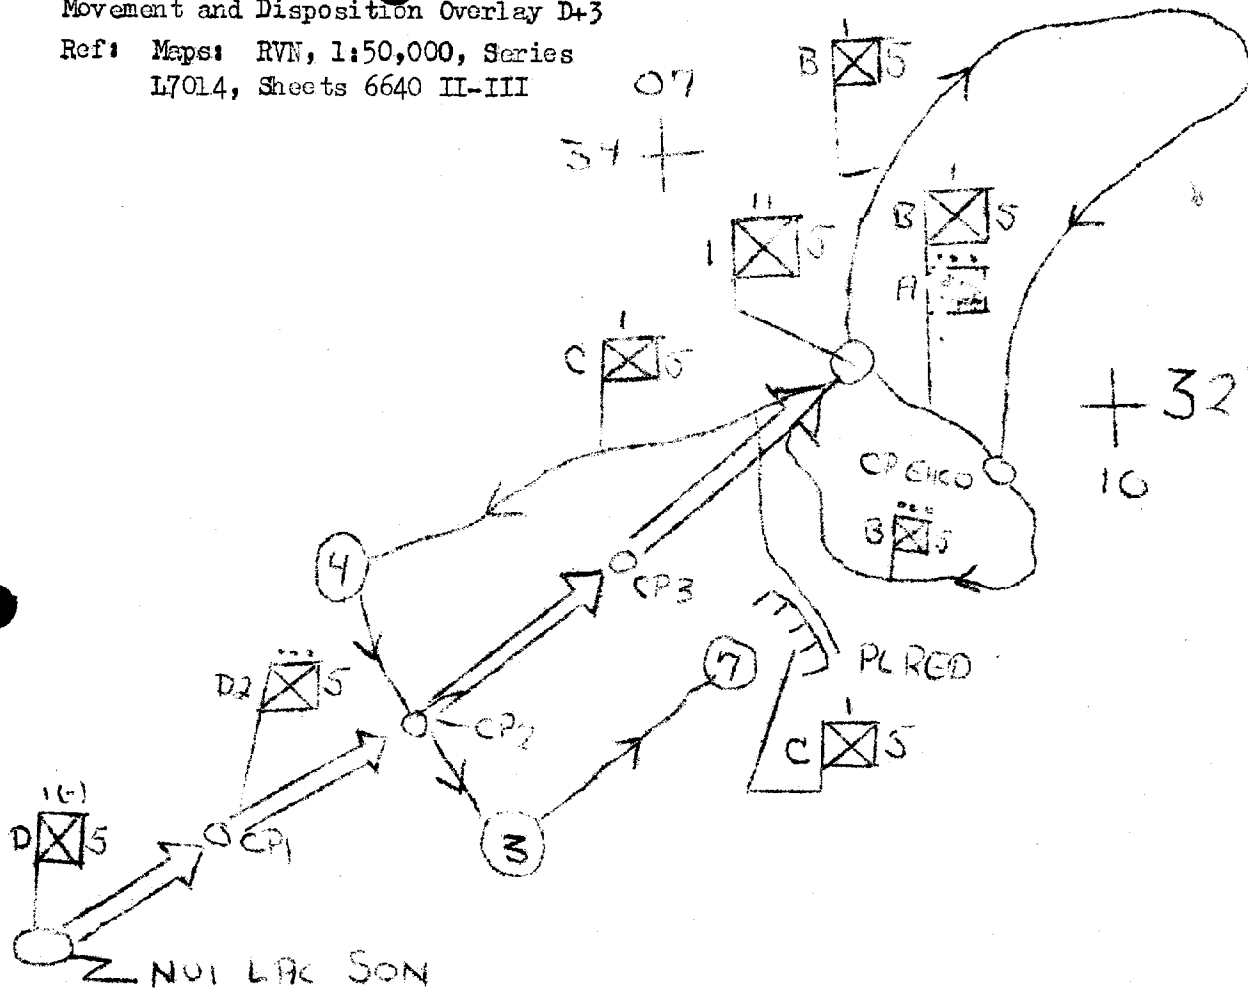 Movement and Disposition Overlay D+3
Ref: Maps: RVN, 1:50,000, Series
L7014, Sheets 6640 II-III
07
34
B 5
B 5
A
1 5
C 5
32
10
CP ECHO
B 5
4
CP3
7
PL RED
D2 5
CP2
C 5
1(-)
D 5
CP1
3
NUI LAC SON